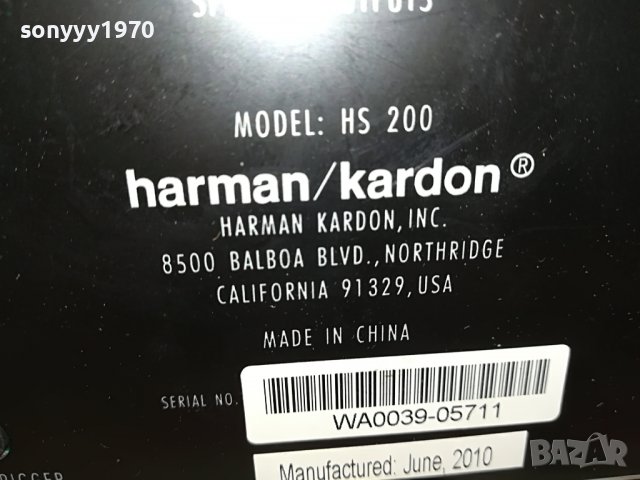 sonyyy1970
MODEL: HS 200
harman/kardon®
HARMAN KARDON, INC.
8500 BALBOA BLVD., NORTHRIDGE
CALIFORNIA 91329, USA
MADE IN CHINA
SERIAL NO.
WA0039-05711
Manufactured: June, 2010
BAZAR